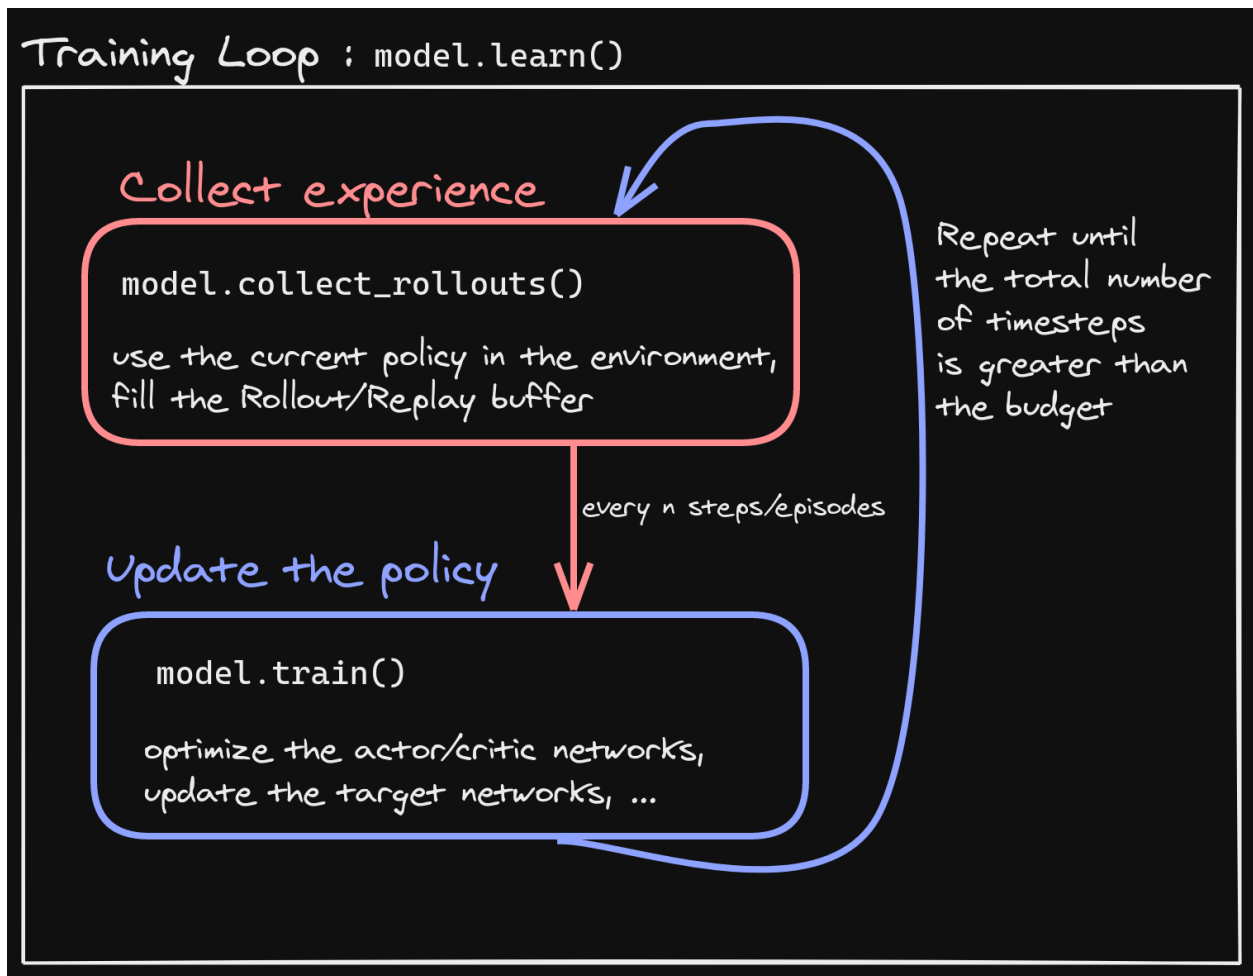 Training Loop : model.learn()
Collect experience
model.collect_rollouts()
use the current policy in the environment,
fill the Rollout/Replay buffer
Repeat until
the total number
of timesteps
is greater than
the budget
every n steps/episodes
Update the policy
model.train()
optimize the actor/critic networks,
update the target networks, ...